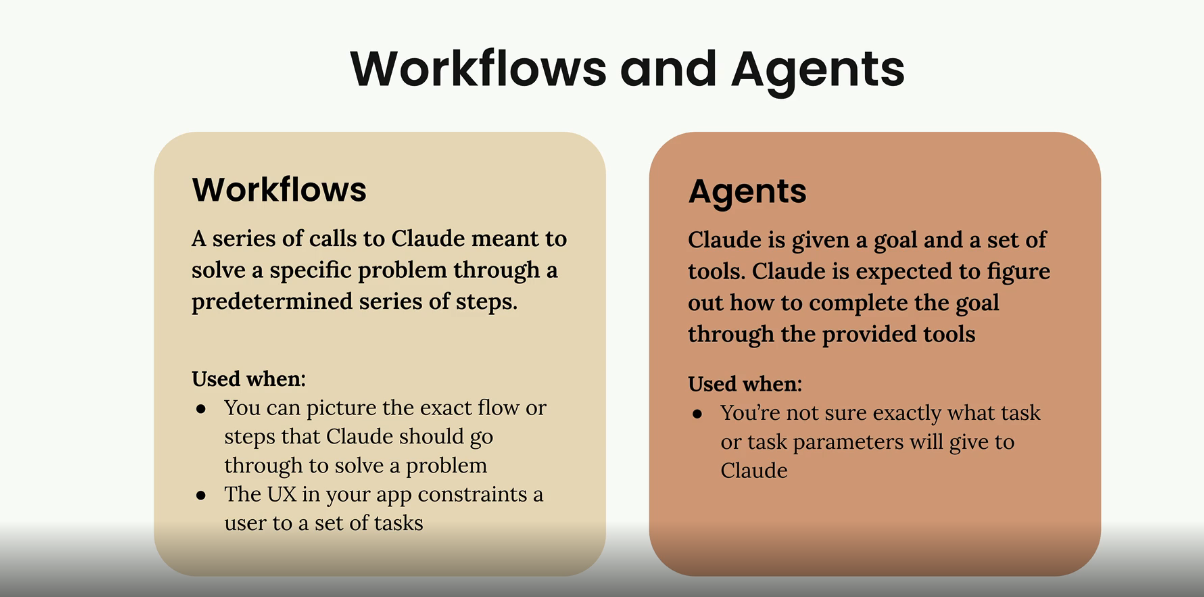 Workflows and Agents
Workflows
A series of calls to Claude meant to
solve a specific problem through a
predetermined series of steps.
Used when:
● You can picture the exact flow or
steps that Claude should go
through to solve a problem
● The UX in your app constraints a
user to a set of tasks
Agents
Claude is given a goal and a set of
tools. Claude is expected to figure
out how to complete the goal
through the provided tools
Used when:
● You’re not sure exactly what task
or task parameters will give to
Claude